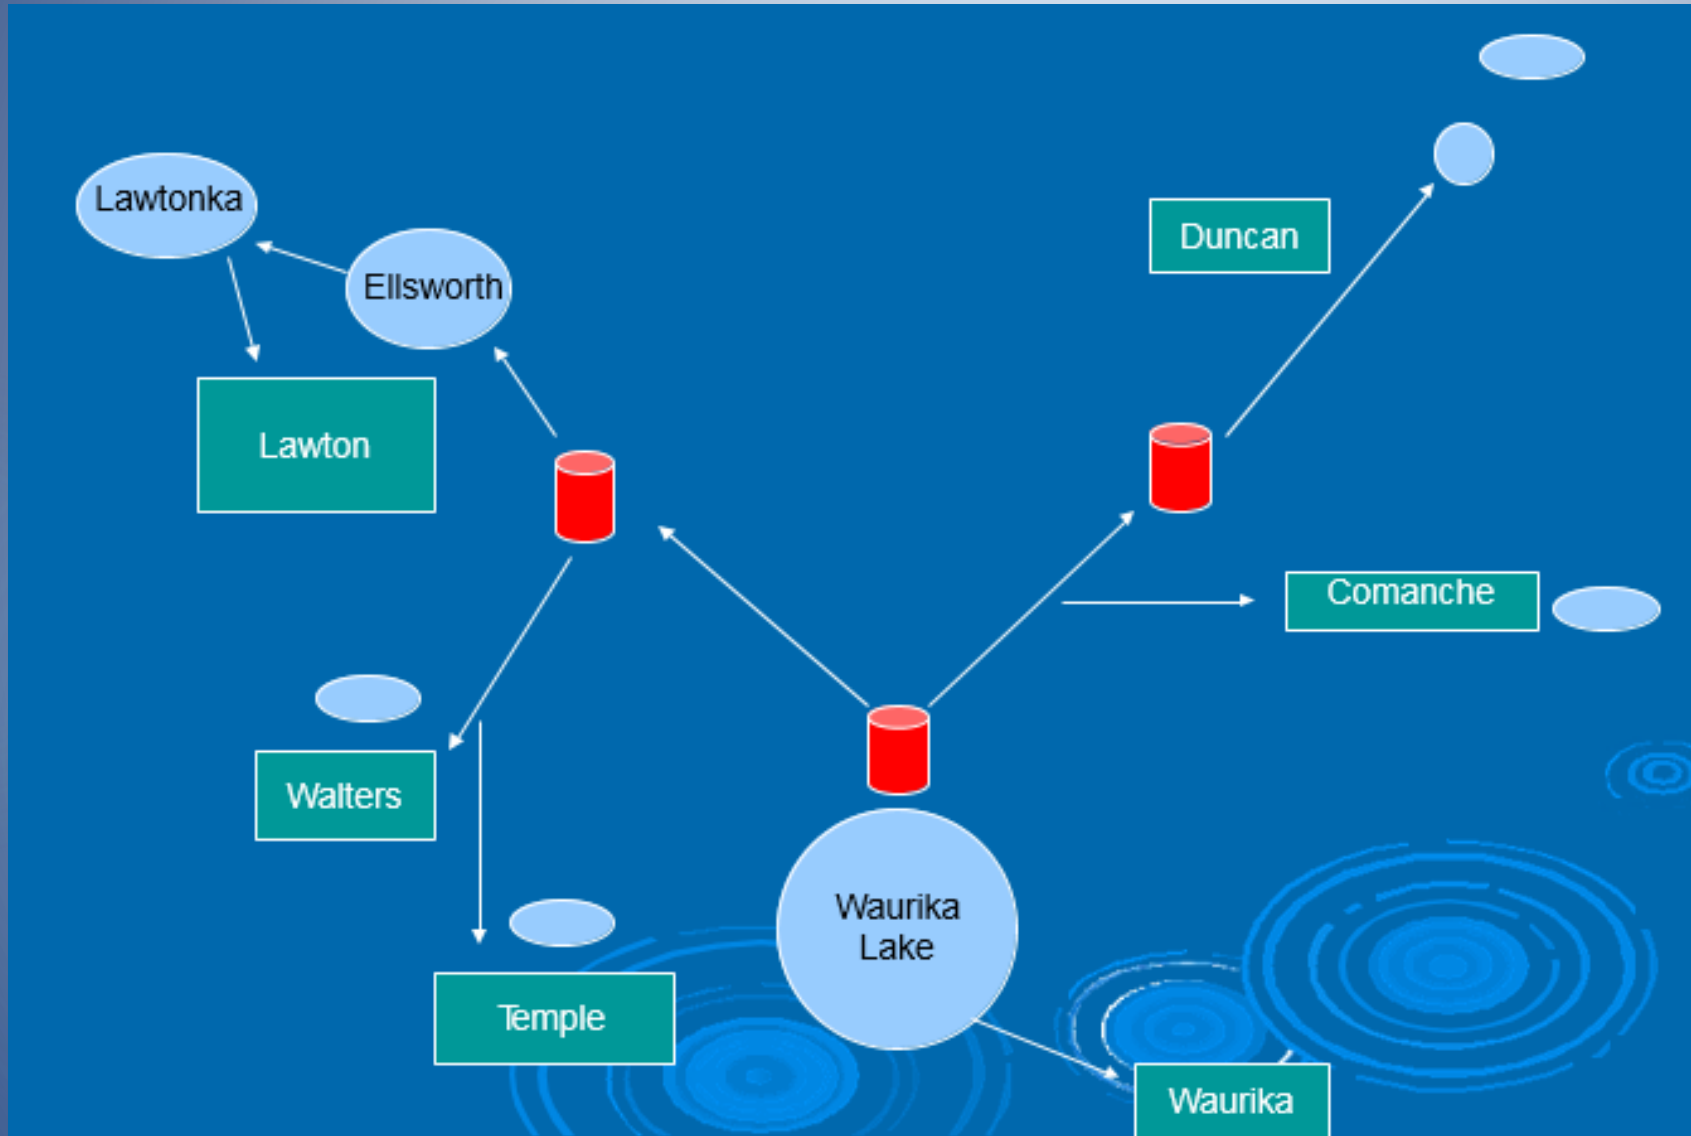 Lawtonka
Duncan
Ellsworth
Lawton
Comanche
Walters
Waurika
Lake
Temple
Waurika